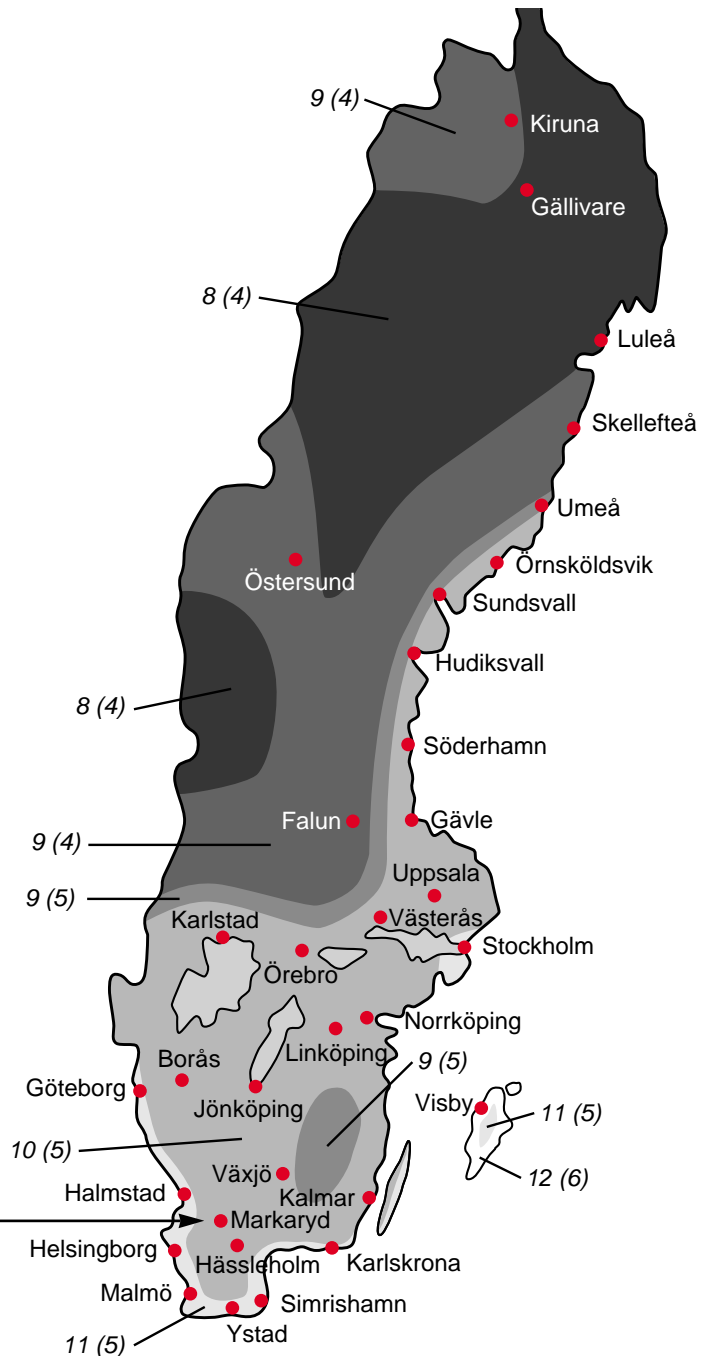 9 (4)
Kiruna
Gällivare
8 (4)
Luleå
Skellefteå
Umeå
Östersund
Örnsköldsvik
Sundsvall
Hudiksvall
8 (4)
Söderhamn
Falun
Gävle
9 (4)
Uppsala
9 (5)
Karlstad
Västerås
Stockholm
Örebro
Norrköping
Linköping
Borås
9 (5)
Göteborg
Jönköping
Visby
11 (5)
10 (5)
Växjö
12 (6)
Halmstad
Kalmar
Markaryd
Helsingborg
Hässleholm
Karlskrona
Malmö
Simrishamn
Ystad
11 (5)